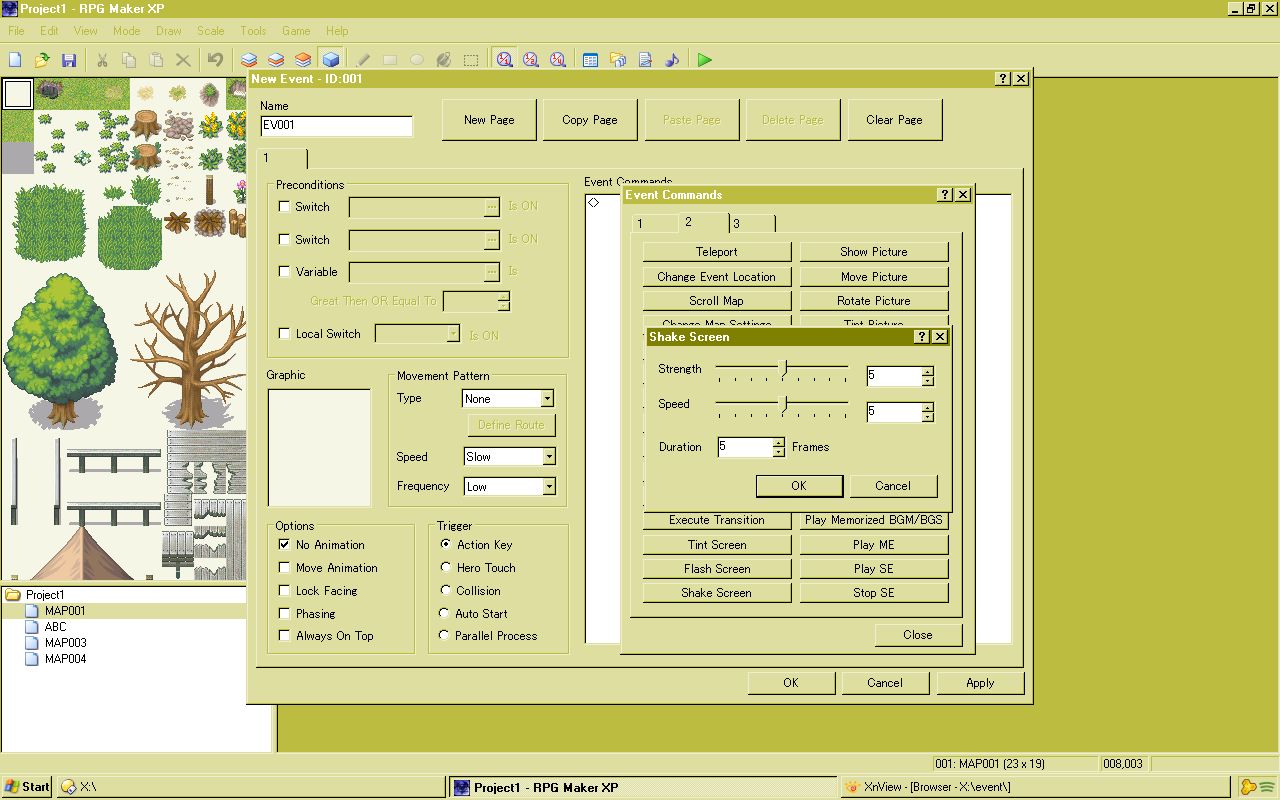 Project1 - RPG Maker XP
File Edit View Mode Draw Scale Tools Game Help
New Event - ID:001
Name
EV001
New Page Copy Page Paste Page Delete Page Clear Page
1
Preconditions
Switch ... Is ON
Switch ... Is ON
Variable ... Is
Great Then OR Equal To
Local Switch Is ON
Graphic
Movement Pattern
Type None
Define Route
Speed Slow
Frequency Low
Options
No Animation
Move Animation
Lock Facing
Phasing
Always On Top
Trigger
Action Key
Hero Touch
Collision
Auto Start
Parallel Process
Event Commands
Event Commands
1 2 3
Teleport Show Picture
Change Event Location Move Picture
Scroll Map Rotate Picture
Change Map Settings Tint Picture
Shake Screen
Strength 5
Speed 5
Duration 5 Frames
OK Cancel
Execute Transition Play Memorized BGM/BGS
Tint Screen Play ME
Flash Screen Play SE
Shake Screen Stop SE
Close
OK Cancel Apply
Project1
MAP001
ABC
MAP003
MAP004
001: MAP001 (23 x 19) 008,003
Start X:\ Project1 - RPG Maker XP XnView - [Browser - X:\event\]